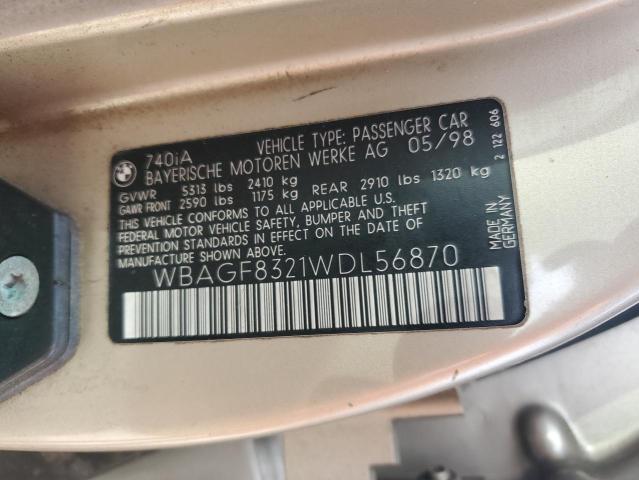 BMW
740iA VEHICLE TYPE: PASSENGER CAR
BAYERISCHE MOTOREN WERKE AG 05/98
GVWR 5313 lbs 2410 kg
GAWR FRONT 2590 lbs 1175 kg REAR 2910 lbs 1320 kg
THIS VEHICLE CONFORMS TO ALL APPLICABLE U.S.
FEDERAL MOTOR VEHICLE SAFETY, BUMPER AND THEFT
PREVENTION STANDARDS IN EFFECT ON THE DATE OF
MANUFACTURE SHOWN ABOVE.
WBAGF8321WDL56870
MADE IN
GERMANY
2 122 606